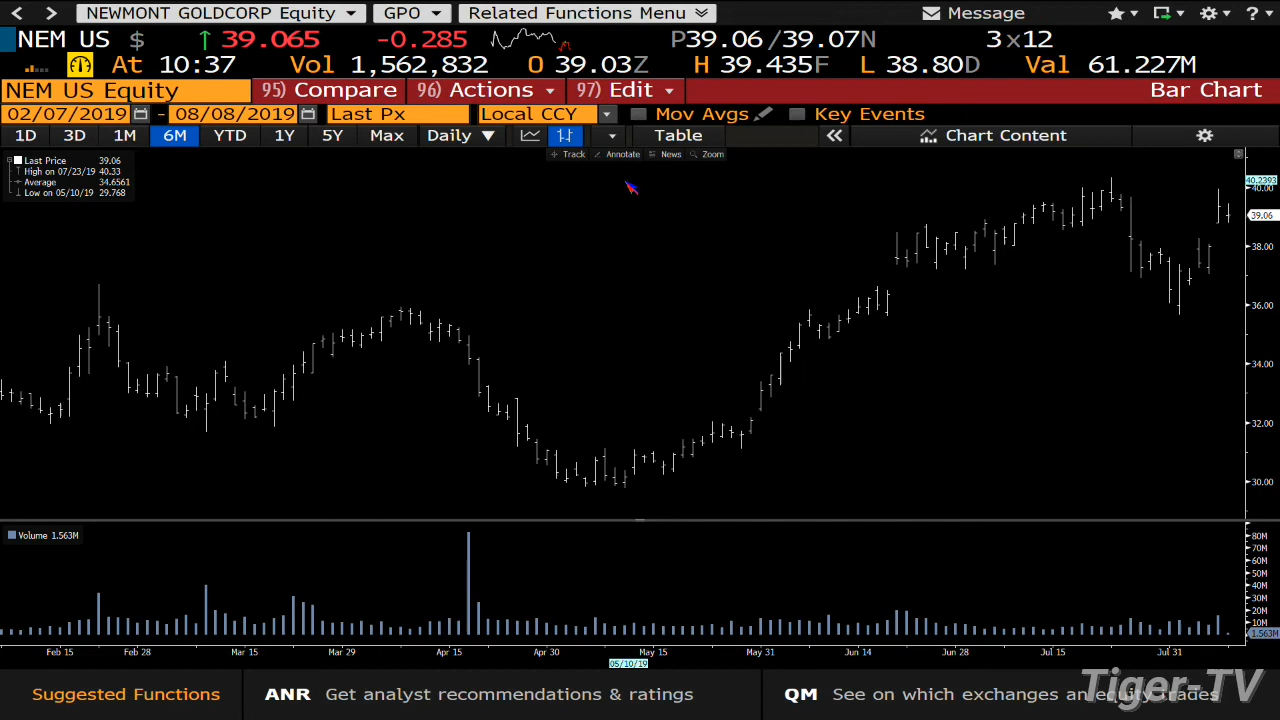 NEWMONT GOLDCORP Equity GPO Related Functions Menu Message ?
NEM US $ ↑ 39.065 -0.285 P39.06 /39.07N 3 x12
At 10:37 Vol 1,562,832 O 39.03Z H 39.435F L 38.80D Val 61.227M
NEM US Equity 95) Compare 96) Actions 97) Edit Bar Chart
02/07/2019 - 08/08/2019 Last Px Local CCY Mov Avgs Key Events
1D 3D 1M 6M YTD 1Y 5Y Max Daily ▼ Table « Chart Content
Track Annotate News Zoom
Last Price 39.06
High on 07/23/19 40.33
Average 34.6561
Low on 05/10/19 29.768
40.2393
40.00
39.06
38.00
36.00
34.00
32.00
30.00
Volume 1.563M
80M
70M
60M
50M
40M
30M
20M
10M
1.563M
Feb 15 Feb 28 Mar 15 Mar 29 Apr 15 Apr 30 May 15 May 31 Jun 14 Jun 28 Jul 15 Jul 31
05/10/19
Suggested Functions ANR Get analyst recommendations & ratings QM See on which exchanges an equity trades
Tiger-TV